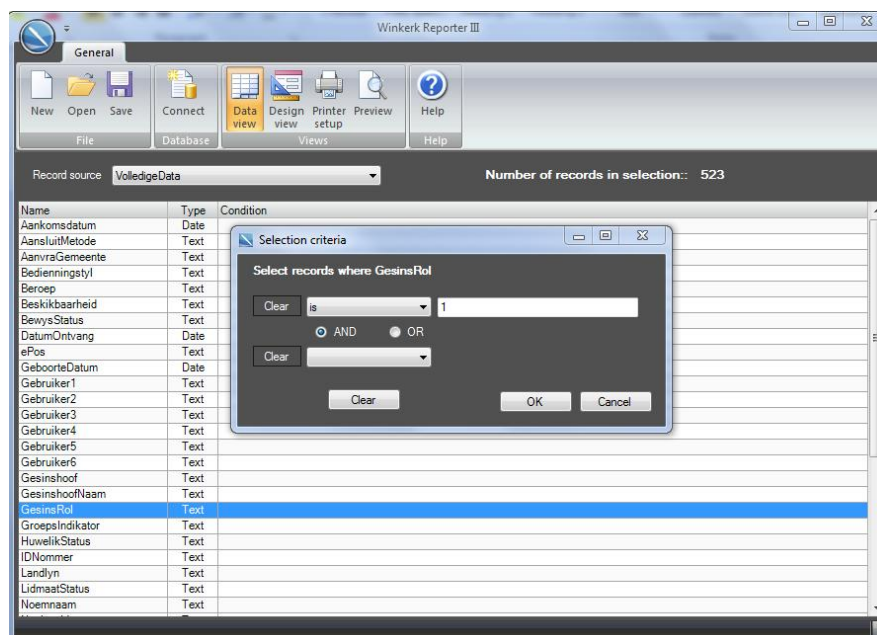 Winkerk Reporter III
General
New Open Save Connect Data view Design view Printer setup Preview Help
File Database Views Help
Record source VolledigeData Number of records in selection:: 523
Name Type Condition
Aankomsdatum Date
AansluitMetode Text
AanvraGemeente Text
Bedienningstyl Text
Beroep Text
Beskikbaarheid Text
BewysStatus Text
DatumOntvang Date
ePos Text
GeboorteDatum Date
Gebruiker1 Text
Gebruiker2 Text
Gebruiker3 Text
Gebruiker4 Text
Gebruiker5 Text
Gebruiker6 Text
Gesinshoof Text
GesinshoofNaam Text
GesinsRol Text
GroepsIndikator Text
HuwelikStatus Text
IDNommer Text
Landlyn Text
LidmaatStatus Text
Noemnaam Text
Selection criteria
Select records where GesinsRol
Clear is 1
AND OR
Clear
Clear OK Cancel